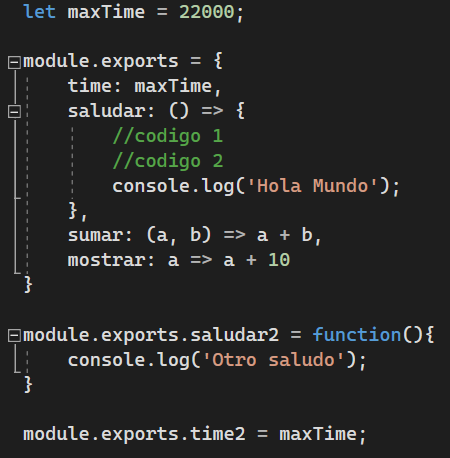 let maxTime = 22000;
module.exports = {
time: maxTime,
saludar: () => {
//codigo 1
//codigo 2
console.log('Hola Mundo');
},
sumar: (a, b) => a + b,
mostrar: a => a + 10
}
module.exports.saludar2 = function(){
console.log('Otro saludo');
}
module.exports.time2 = maxTime;